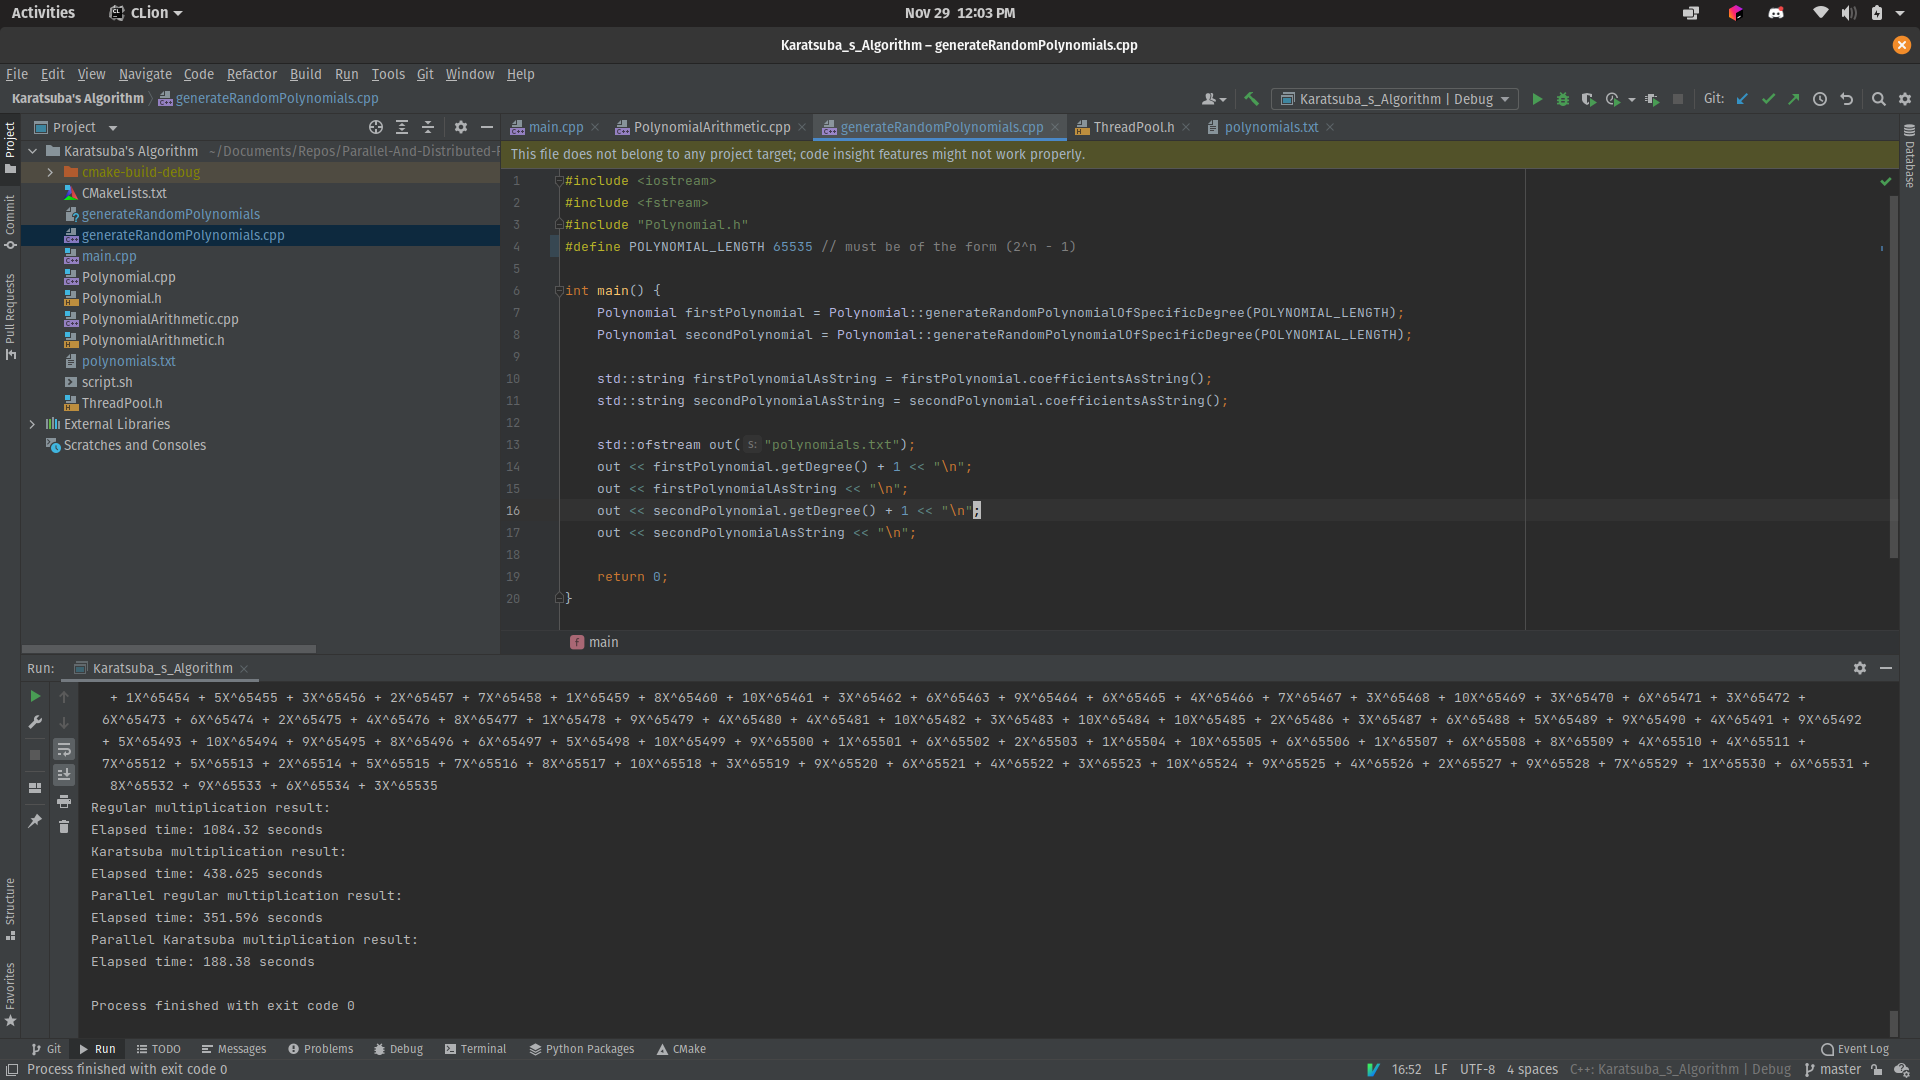 Activities
CLion
Nov 29 12:03 PM
Karatsuba_s_Algorithm – generateRandomPolynomials.cpp
File Edit View Navigate Code Refactor Build Run Tools Git Window Help
Karatsuba's Algorithm generateRandomPolynomials.cpp
Karatsuba_s_Algorithm | Debug
Git:
Project
Commit
Pull Requests
Structure
Favorites
Database
Project
Karatsuba's Algorithm ~/Documents/Repos/Parallel-And-Distributed-
cmake-build-debug
CMakeLists.txt
generateRandomPolynomials
generateRandomPolynomials.cpp
main.cpp
Polynomial.cpp
Polynomial.h
PolynomialArithmetic.cpp
PolynomialArithmetic.h
polynomials.txt
script.sh
ThreadPool.h
External Libraries
Scratches and Consoles
main.cpp PolynomialArithmetic.cpp generateRandomPolynomials.cpp ThreadPool.h polynomials.txt
This file does not belong to any project target; code insight features might not work properly.
1 #include <iostream>
2 #include <fstream>
3 #include "Polynomial.h"
4 #define POLYNOMIAL_LENGTH 65535 // must be of the form (2^n - 1)
5
6 int main() {
7 Polynomial firstPolynomial = Polynomial::generateRandomPolynomialOfSpecificDegree(POLYNOMIAL_LENGTH);
8 Polynomial secondPolynomial = Polynomial::generateRandomPolynomialOfSpecificDegree(POLYNOMIAL_LENGTH);
9
10 std::string firstPolynomialAsString = firstPolynomial.coefficientsAsString();
11 std::string secondPolynomialAsString = secondPolynomial.coefficientsAsString();
12
13 std::ofstream out( s: "polynomials.txt");
14 out << firstPolynomial.getDegree() + 1 << "\n";
15 out << firstPolynomialAsString << "\n";
16 out << secondPolynomial.getDegree() + 1 << "\n";
17 out << secondPolynomialAsString << "\n";
18
19 return 0;
20 }
f main
Run: Karatsuba_s_Algorithm
+ 1X^65454 + 5X^65455 + 3X^65456 + 2X^65457 + 7X^65458 + 1X^65459 + 8X^65460 + 10X^65461 + 3X^65462 + 6X^65463 + 9X^65464 + 6X^65465 + 4X^65466 + 7X^65467 + 3X^65468 + 10X^65469 + 3X^65470 + 6X^65471 + 3X^65472 +
6X^65473 + 6X^65474 + 2X^65475 + 4X^65476 + 8X^65477 + 1X^65478 + 9X^65479 + 4X^65480 + 4X^65481 + 10X^65482 + 3X^65483 + 10X^65484 + 10X^65485 + 2X^65486 + 3X^65487 + 6X^65488 + 5X^65489 + 9X^65490 + 4X^65491 + 9X^65492
+ 5X^65493 + 10X^65494 + 9X^65495 + 8X^65496 + 6X^65497 + 5X^65498 + 10X^65499 + 9X^65500 + 1X^65501 + 6X^65502 + 2X^65503 + 1X^65504 + 10X^65505 + 6X^65506 + 1X^65507 + 6X^65508 + 8X^65509 + 4X^65510 + 4X^65511 +
7X^65512 + 5X^65513 + 2X^65514 + 5X^65515 + 7X^65516 + 8X^65517 + 10X^65518 + 3X^65519 + 9X^65520 + 6X^65521 + 4X^65522 + 3X^65523 + 10X^65524 + 9X^65525 + 4X^65526 + 2X^65527 + 9X^65528 + 7X^65529 + 1X^65530 + 6X^65531 +
8X^65532 + 9X^65533 + 6X^65534 + 3X^65535
Regular multiplication result:
Elapsed time: 1084.32 seconds
Karatsuba multiplication result:
Elapsed time: 438.625 seconds
Parallel regular multiplication result:
Elapsed time: 351.596 seconds
Parallel Karatsuba multiplication result:
Elapsed time: 188.38 seconds
Process finished with exit code 0
Git Run TODO Messages Problems Debug Terminal Python Packages CMake Event Log
Process finished with exit code 0
16:52 LF UTF-8 4 spaces C++: Karatsuba_s_Algorithm | Debug master